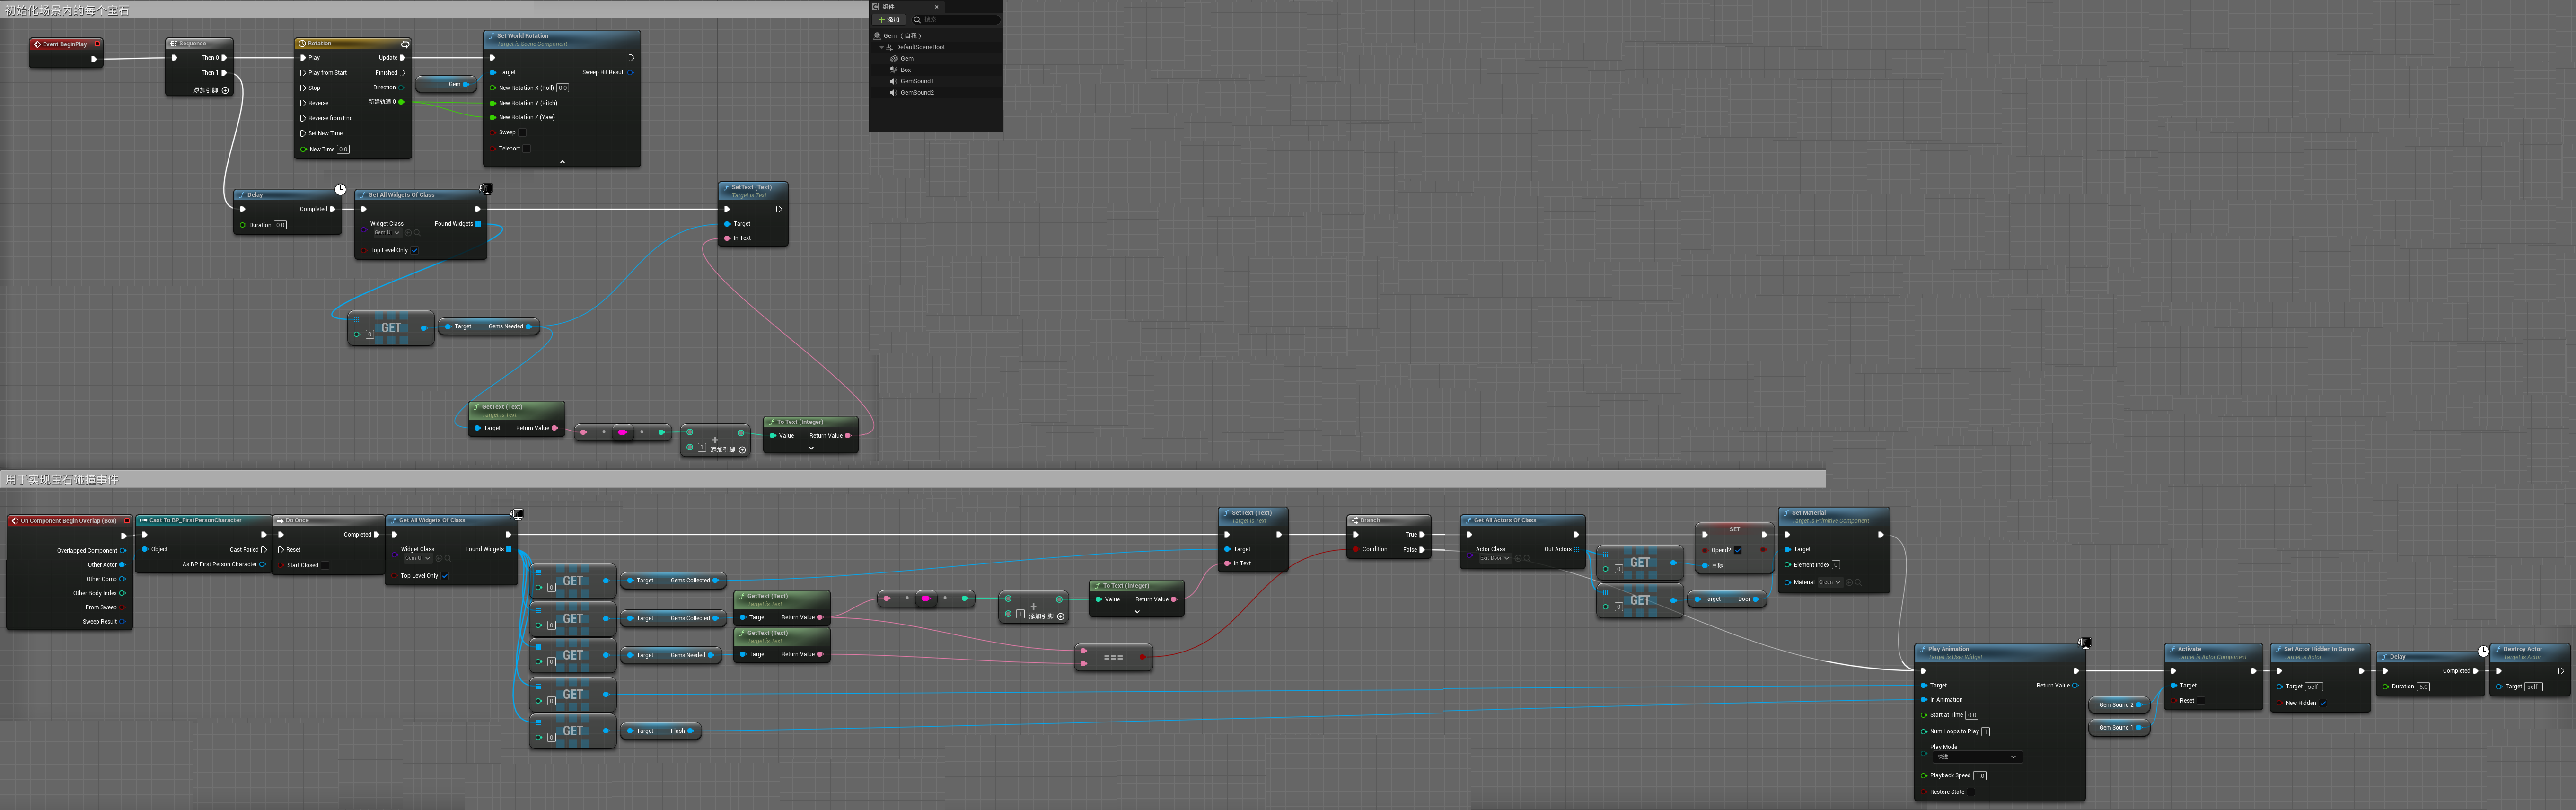 初始化场景内的每个宝石
组件
添加
搜索
Gem （自我）
DefaultSceneRoot
Gem
Box
GemSound1
GemSound2
Event BeginPlay
Sequence
Then 0
Then 1
添加引脚
Rotation
Play
Update
Play from Start
Finished
Stop
Direction
Reverse
新建轨道 0
Reverse from End
Set New Time
New Time 0.0
Gem
Set World Rotation
Target is Scene Component
Target
Sweep Hit Result
New Rotation X (Roll) 0.0
New Rotation Y (Pitch)
New Rotation Z (Yaw)
Sweep
Teleport
Delay
Completed
Duration 0.0
Get All Widgets Of Class
Widget Class
Found Widgets
Gem UI
Top Level Only
SetText (Text)
Target is Text
Target
In Text
GET
0
Target Gems Needed
GetText (Text)
Target is Text
Target Return Value
+
1 添加引脚
To Text (Integer)
Value Return Value
用于实现宝石碰撞事件
On Component Begin Overlap (Box)
Overlapped Component
Other Actor
Other Comp
Other Body Index
From Sweep
Sweep Result
Cast To BP_FirstPersonCharacter
Object
Cast Failed
As BP First Person Character
Do Once
Completed
Reset
Start Closed
Get All Widgets Of Class
Widget Class
Found Widgets
Gem UI
Top Level Only
GET
0
Target Gems Collected
GET
0
Target Gems Collected
GET
0
Target Gems Needed
GET
0
GET
0
Target Flash
GetText (Text)
Target is Text
Target Return Value
GetText (Text)
Target is Text
Target Return Value
+
1 添加引脚
===
To Text (Integer)
Value Return Value
SetText (Text)
Target is Text
Target
In Text
Branch
True
Condition False
Get All Actors Of Class
Actor Class
Out Actors
Exit Door
GET
0
GET
0
SET
Opend?
目标
Target Door
Set Material
Target is Primitive Component
Target
Element Index 0
Material Green
Play Animation
Target is User Widget
Target
Return Value
In Animation
Start at Time 0.0
Num Loops to Play 1
Play Mode
快进
Playback Speed 1.0
Restore State
Gem Sound 2
Gem Sound 1
Activate
Target is Actor Component
Target
Reset
Set Actor Hidden In Game
Target is Actor
Target self
New Hidden
Delay
Completed
Duration 5.0
Destroy Actor
Target is Actor
Target self